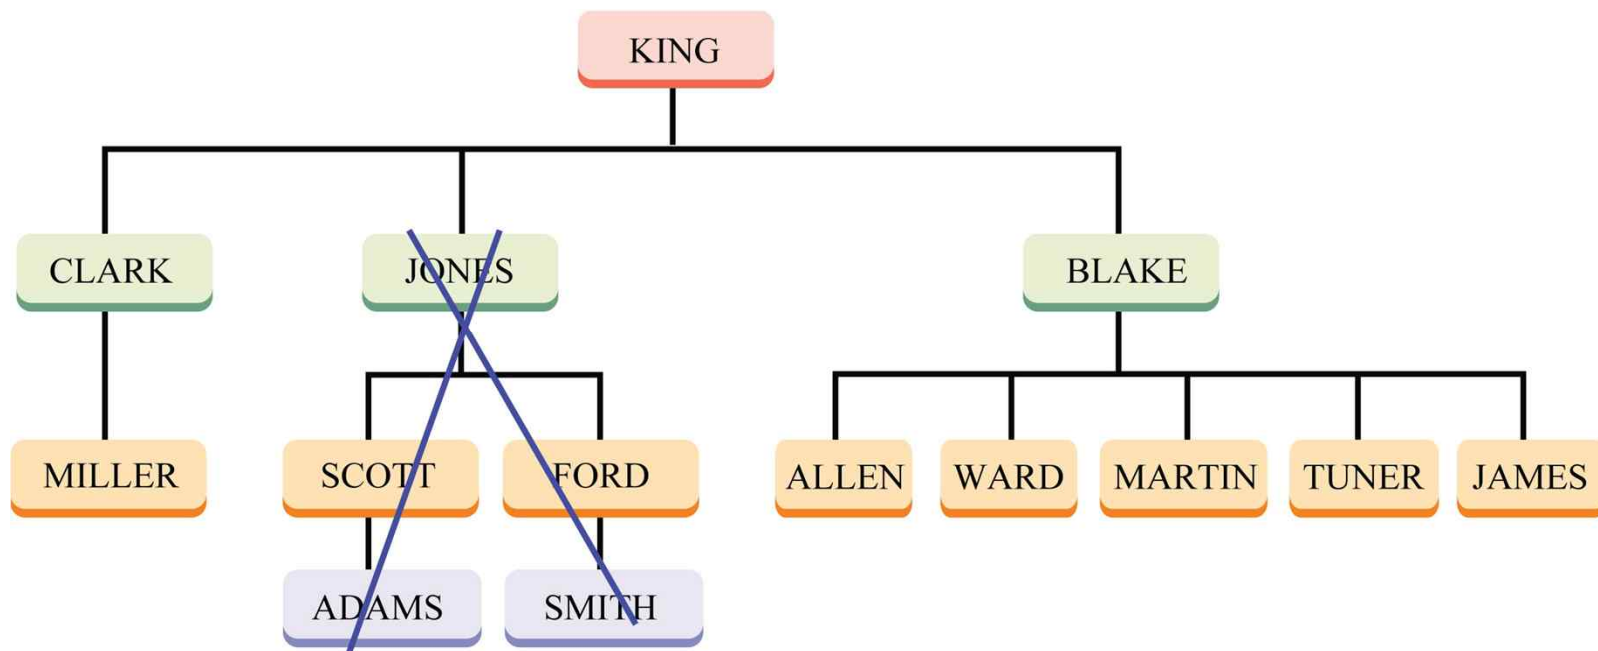 KING
CLARK JONES BLAKE
MILLER SCOTT FORD ALLEN WARD MARTIN TUNER JAMES
ADAMS SMITH